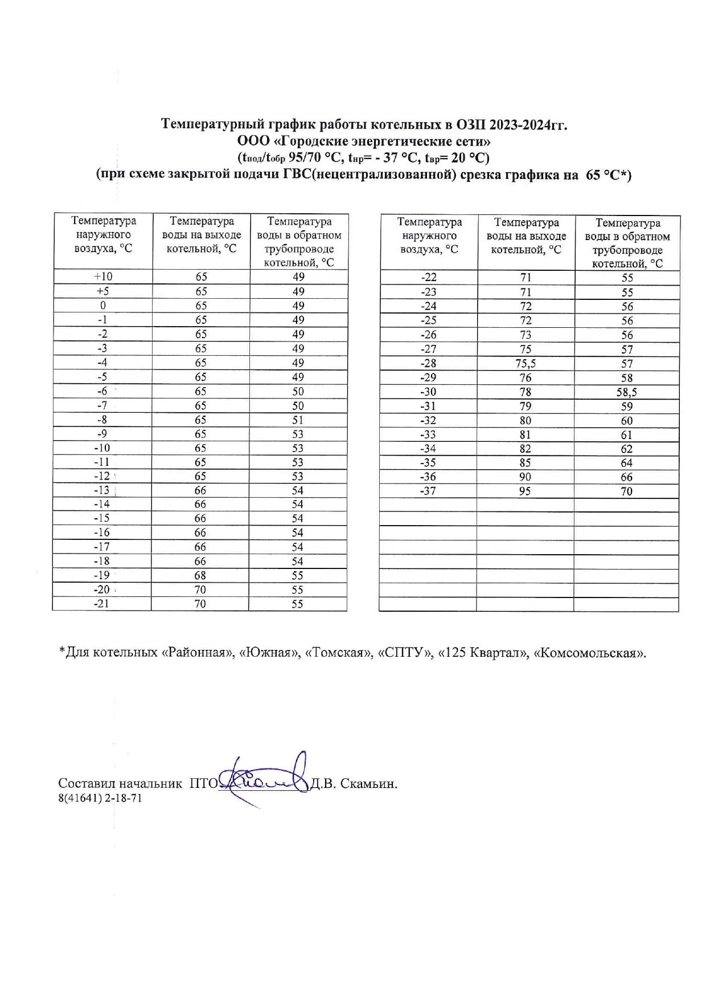 Температурный график работы котельных в ОЗП 2023-2024гг.
ООО «Городские энергетические сети»
(tпод/tобр 95/70 °С, tнр= - 37 °С, tвр= 20 °С)
(при схеме закрытой подачи ГВС(нецентрализованной) срезка графика на 65 °С*)
Температура наружного воздуха, °С Температура воды на выходе котельной, °С Температура воды в обратном трубопроводе котельной, °С
+10 65 49
+5 65 49
0 65 49
-1 65 49
-2 65 49
-3 65 49
-4 65 49
-5 65 49
-6 65 50
-7 65 50
-8 65 51
-9 65 53
-10 65 53
-11 65 53
-12 65 53
-13 66 54
-14 66 54
-15 66 54
-16 66 54
-17 66 54
-18 66 54
-19 68 55
-20 70 55
-21 70 55
Температура наружного воздуха, °С Температура воды на выходе котельной, °С Температура воды в обратном трубопроводе котельной, °С
-22 71 55
-23 71 55
-24 72 56
-25 72 56
-26 73 56
-27 75 57
-28 75,5 57
-29 76 58
-30 78 58,5
-31 79 59
-32 80 60
-33 81 61
-34 82 62
-35 85 64
-36 90 66
-37 95 70
*Для котельных «Районная», «Южная», «Томская», «СПТУ», «125 Квартал», «Комсомольская».
Составил начальник ПТО Д.В. Скамьин.
8(41641) 2-18-71